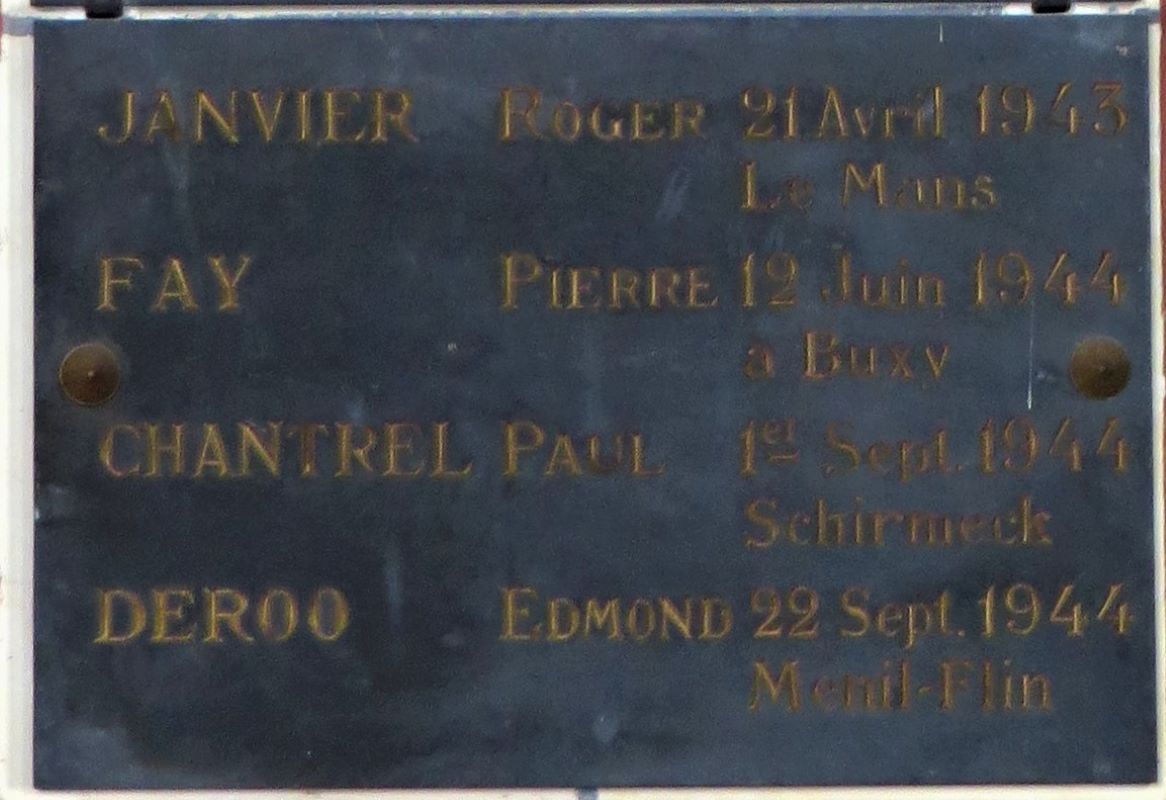 JANVIER ROGER 21 Avril 1943
Le Mans
FAY PIERRE 12 Juin 1944
a Buxy
CHANTREL PAUL 1er Sept. 1944
Schirmeck
DEROO EDMOND 22 Sept. 1944
Menil-Flin